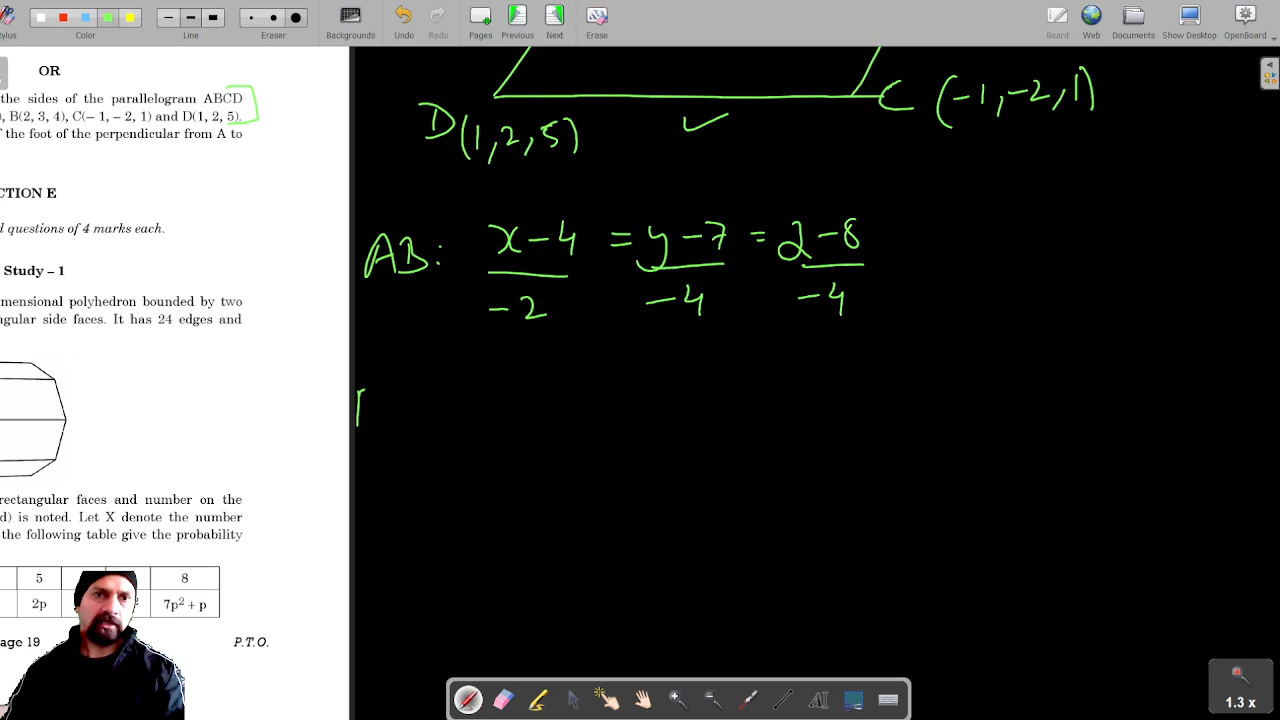 Stylus Color Line Eraser Backgrounds Undo Redo Pages Previous Next Erase Board Web Documents Show Desktop OpenBoard
OR
the sides of the parallelogram ABCD
), B(2, 3, 4), C(– 1, – 2, 1) and D(1, 2, 5).
f the foot of the perpendicular from A to
CTION E
d questions of 4 marks each.
Study – 1
mensional polyhedron bounded by two
ngular side faces. It has 24 edges and
rectangular faces and number on the
d) is noted. Let X denote the number
the following table give the probability
5 8
2p 7p² + p
age 19 P.T.O.
D(1, 2, 5) ✓ C (-1, -2, 1)
AB: x-4 = y-7 = 2-8
-2 -4 -4
1.3 x